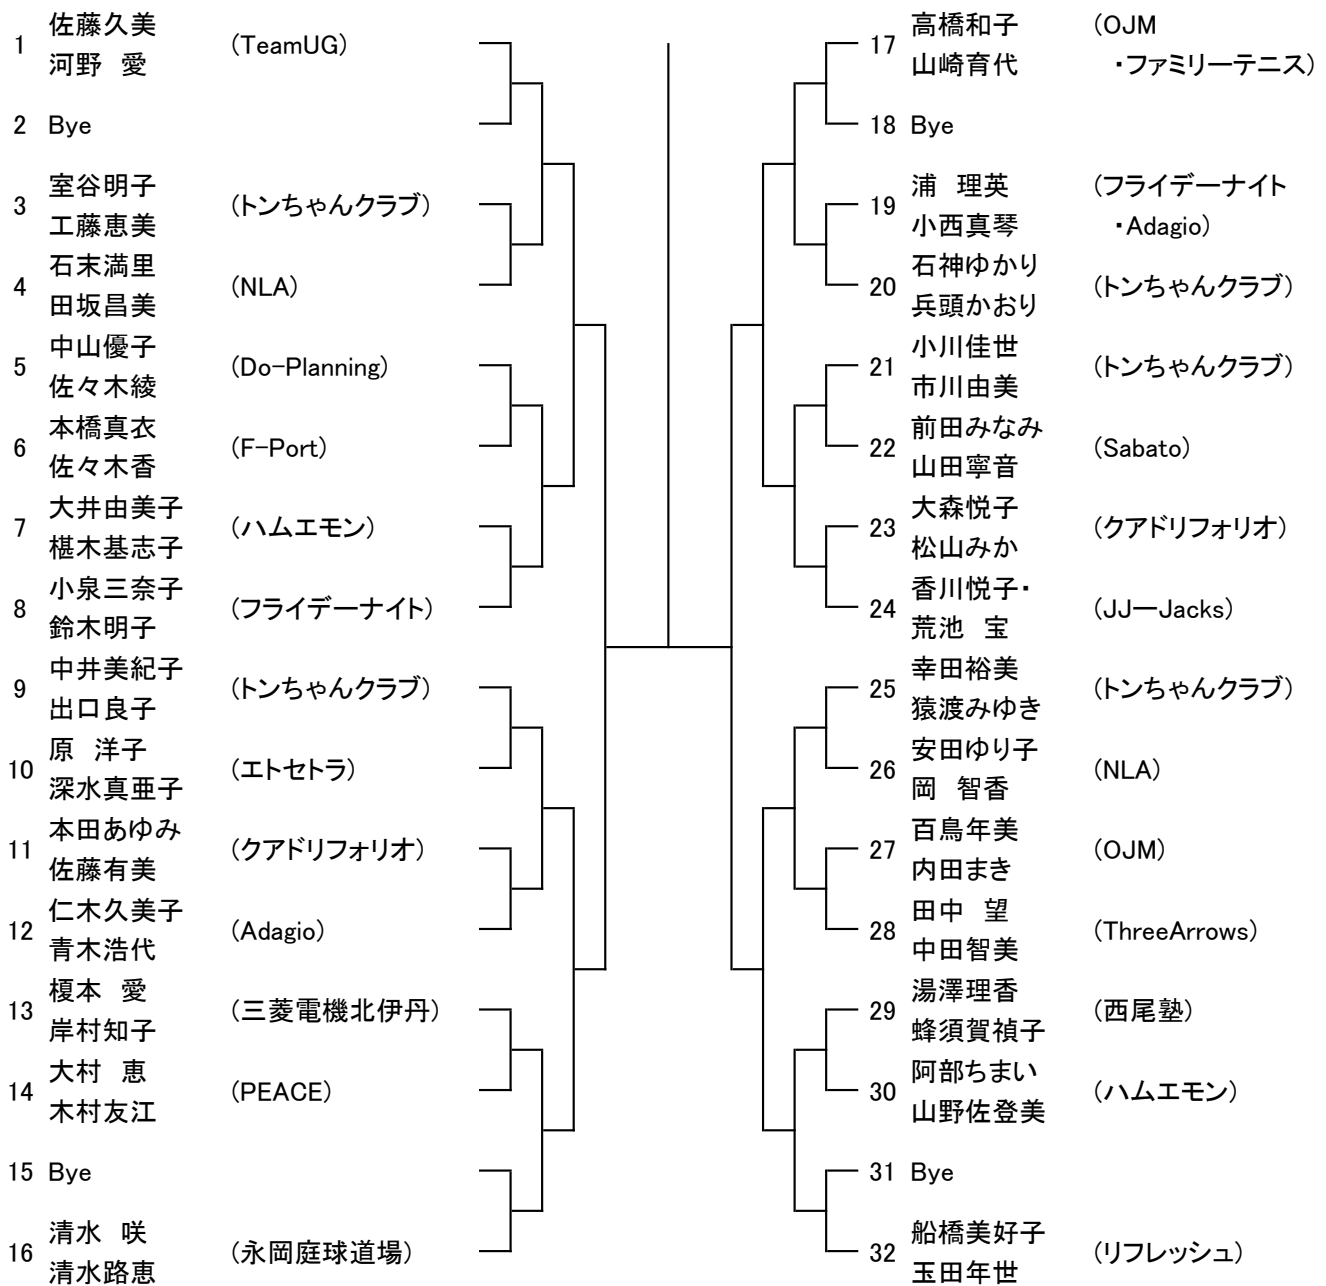 1 佐藤久美
河野　愛 (TeamUG)
2 Bye
3 室谷明子
工藤恵美 (トンちゃんクラブ)
4 石末満里
田坂昌美 (NLA)
5 中山優子
佐々木綾 (Do-Planning)
6 本橋真衣
佐々木香 (F-Port)
7 大井由美子
椹木基志子 (ハムエモン)
8 小泉三奈子
鈴木明子 (フライデーナイト)
9 中井美紀子
出口良子 (トンちゃんクラブ)
10 原　洋子
深水真亜子 (エトセトラ)
11 本田あゆみ
佐藤有美 (クアドリフォリオ)
12 仁木久美子
青木浩代 (Adagio)
13 榎本　愛
岸村知子 (三菱電機北伊丹)
14 大村　恵
木村友江 (PEACE)
15 Bye
16 清水　咲
清水路恵 (永岡庭球道場)
17 高橋和子 (OJM
山崎育代 ・ファミリーテニス)
18 Bye
19 浦　理英 (フライデーナイト
小西真琴 ・Adagio)
20 石神ゆかり
兵頭かおり (トンちゃんクラブ)
21 小川佳世
市川由美 (トンちゃんクラブ)
22 前田みなみ
山田寧音 (Sabato)
23 大森悦子
松山みか (クアドリフォリオ)
24 香川悦子・
荒池　宝 (JJーJacks)
25 幸田裕美
猿渡みゆき (トンちゃんクラブ)
26 安田ゆり子
岡　智香 (NLA)
27 百鳥年美
内田まき (OJM)
28 田中　望
中田智美 (ThreeArrows)
29 湯澤理香
蜂須賀禎子 (西尾塾)
30 阿部ちまい
山野佐登美 (ハムエモン)
31 Bye
32 船橋美好子
玉田年世 (リフレッシュ)